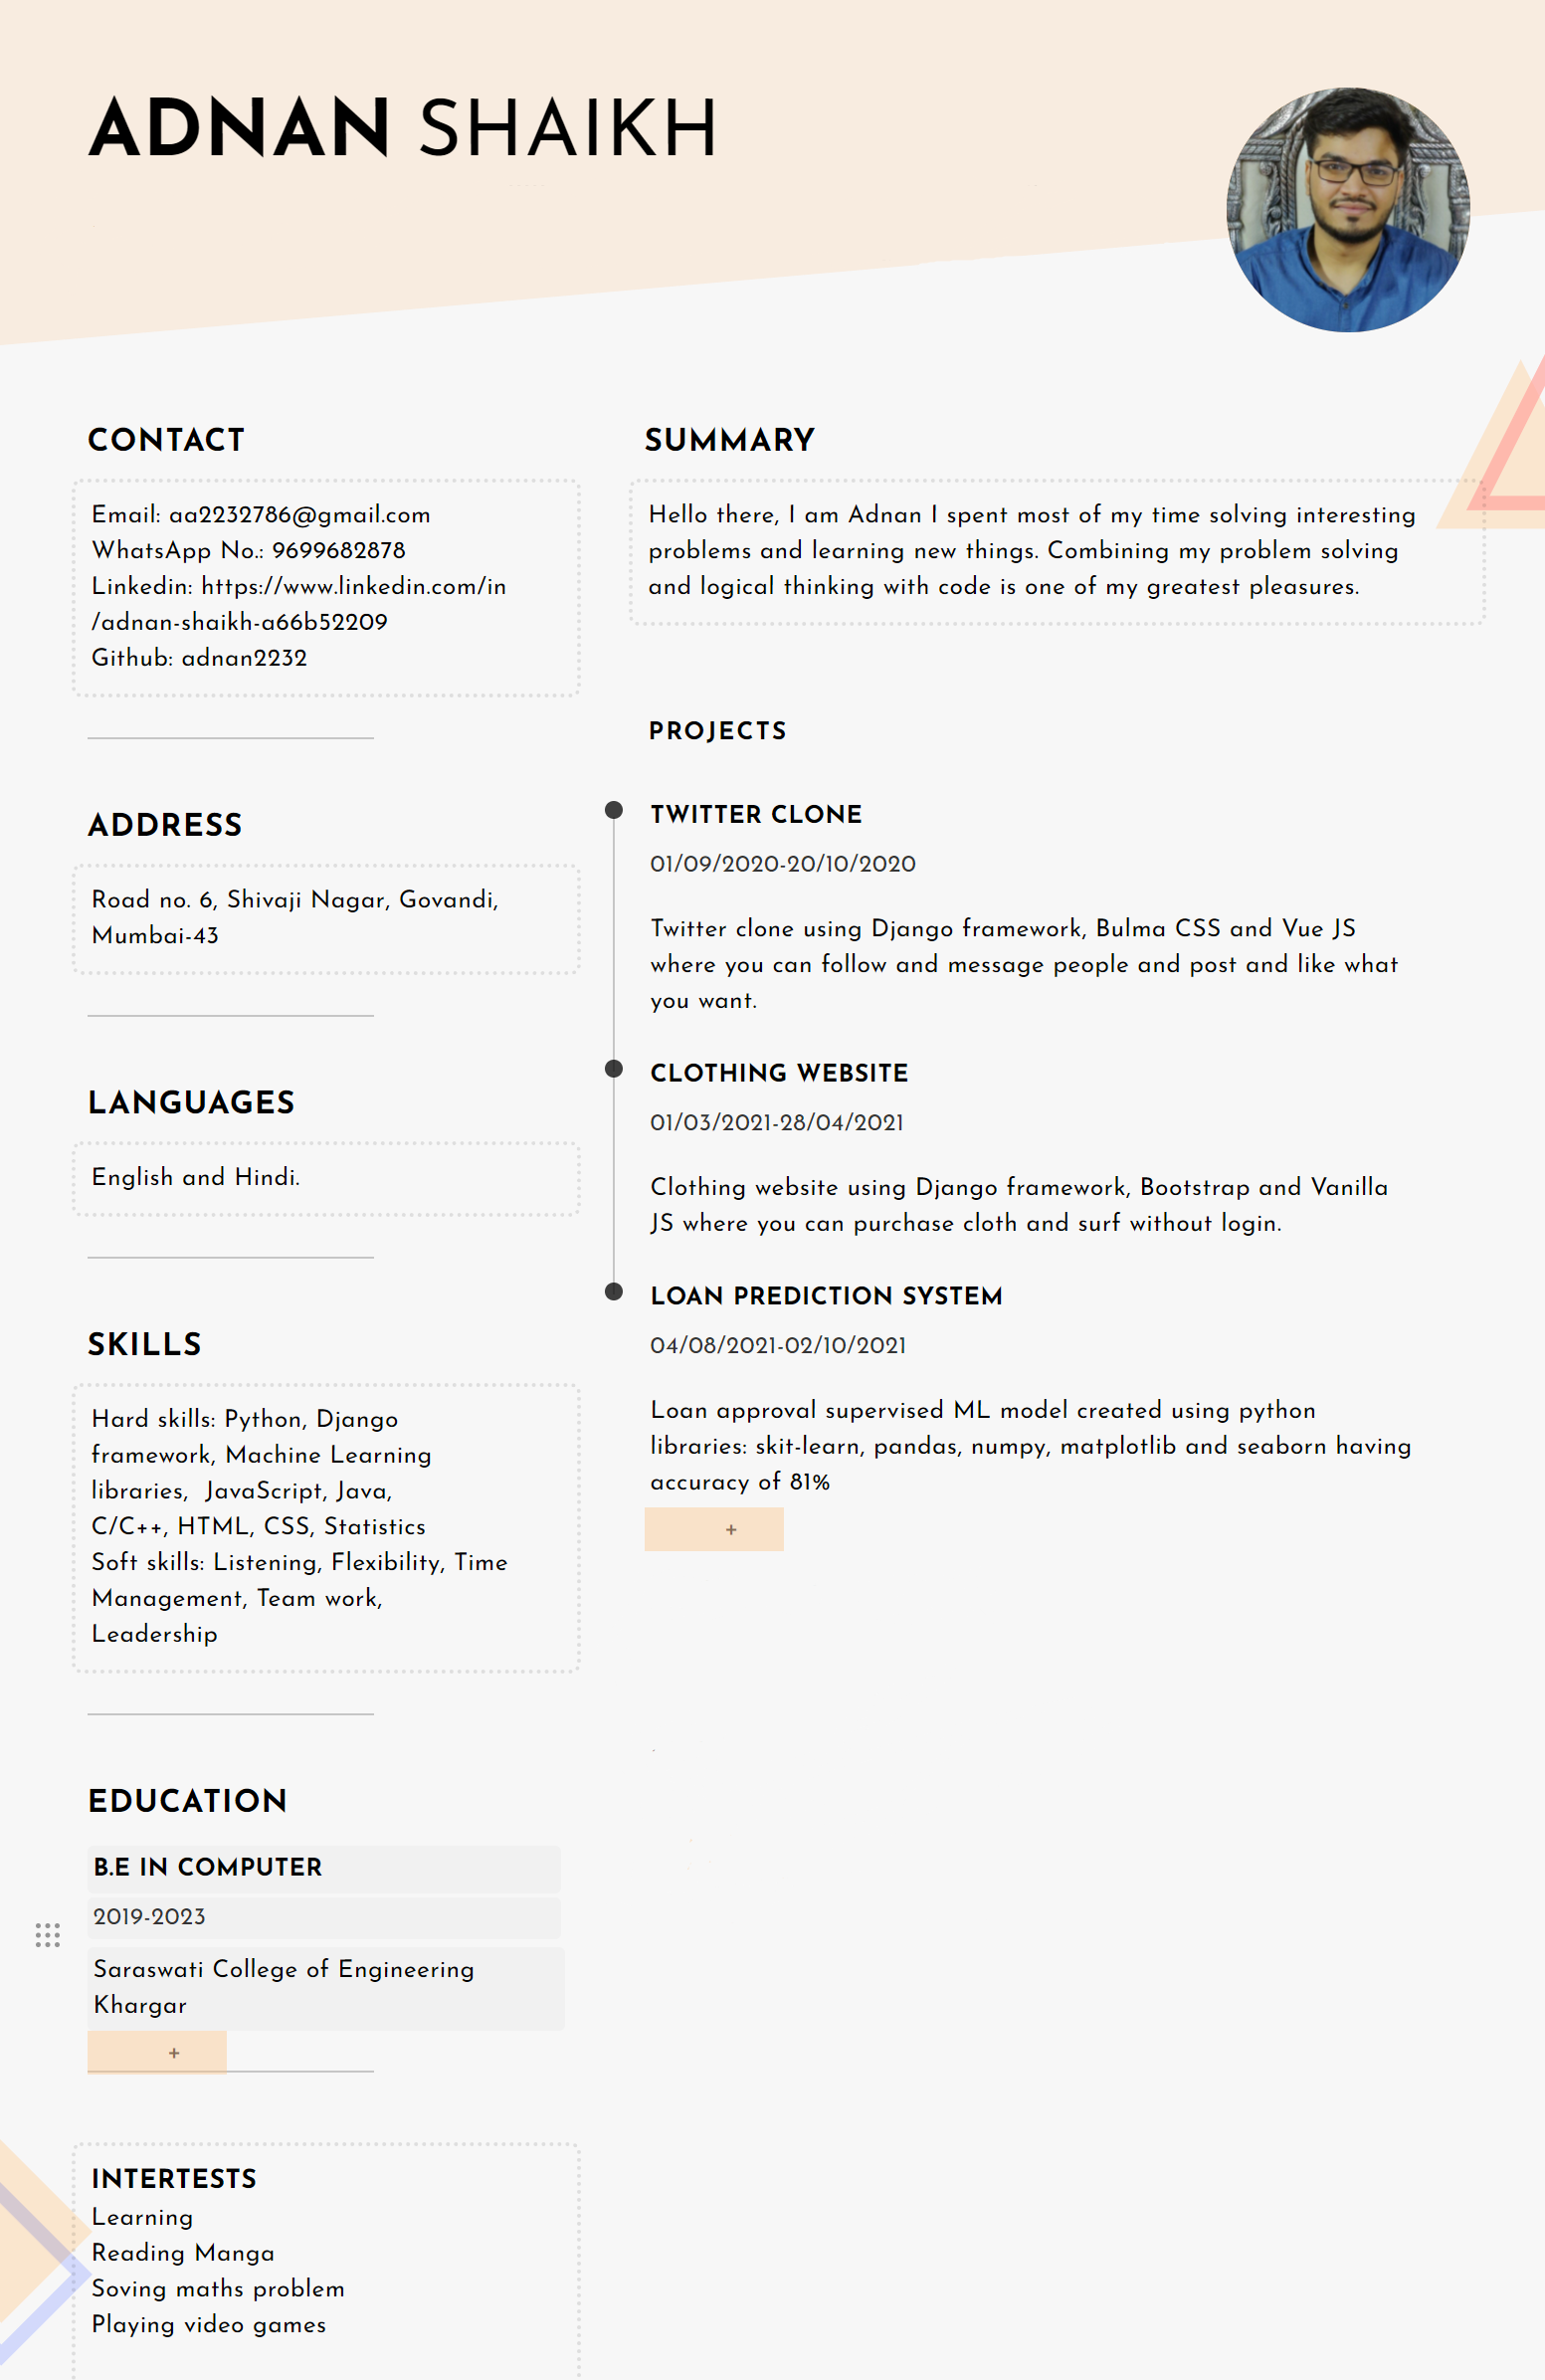 ADNAN SHAIKH
CONTACT
Email: aa2232786@gmail.com
WhatsApp No.: 9699682878
Linkedin: https://www.linkedin.com/in
/adnan-shaikh-a66b52209
Github: adnan2232
ADDRESS
Road no. 6, Shivaji Nagar, Govandi,
Mumbai-43
LANGUAGES
English and Hindi.
SKILLS
Hard skills: Python, Django
framework, Machine Learning
libraries, JavaScript, Java,
C/C++, HTML, CSS, Statistics
Soft skills: Listening, Flexibility, Time
Management, Team work,
Leadership
EDUCATION
B.E IN COMPUTER
2019-2023
Saraswati College of Engineering
Khargar
+
INTERTESTS
Learning
Reading Manga
Soving maths problem
Playing video games
SUMMARY
Hello there, I am Adnan I spent most of my time solving interesting
problems and learning new things. Combining my problem solving
and logical thinking with code is one of my greatest pleasures.
PROJECTS
TWITTER CLONE
01/09/2020-20/10/2020
Twitter clone using Django framework, Bulma CSS and Vue JS
where you can follow and message people and post and like what
you want.
CLOTHING WEBSITE
01/03/2021-28/04/2021
Clothing website using Django framework, Bootstrap and Vanilla
JS where you can purchase cloth and surf without login.
LOAN PREDICTION SYSTEM
04/08/2021-02/10/2021
Loan approval supervised ML model created using python
libraries: skit-learn, pandas, numpy, matplotlib and seaborn having
accuracy of 81%
+